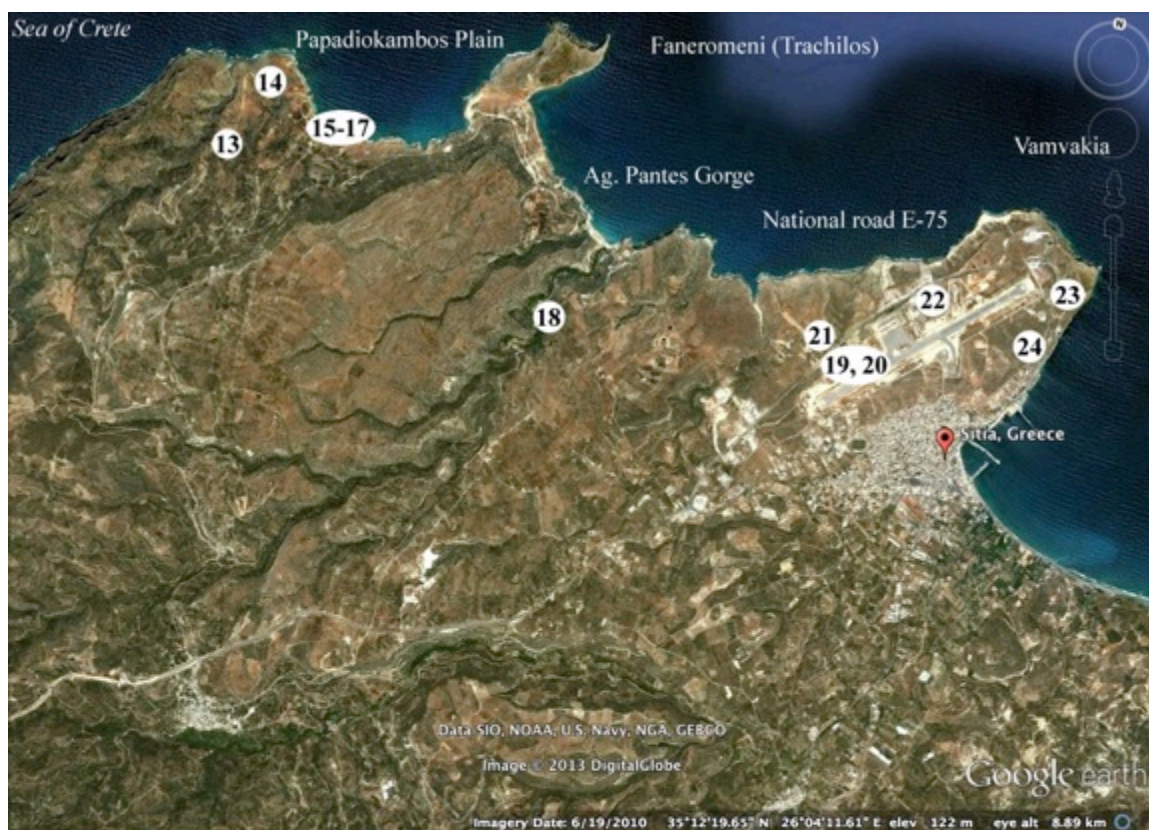 Sea of Crete
Papadiokambos Plain
Faneromeni (Trachilos)
N
14
15-17
13
Vamvakia
Ag. Pantes Gorge
National road E-75
22
23
18
21
24
19, 20
Sitia, Greece
Data SIO, NOAA, U.S. Navy, NGA, GEBCO
Image © 2013 DigitalGlobe
Google earth
Imagery Date: 6/19/2010 35°12'19.65" N 26°04'11.61" E elev 122 m eye alt 8.89 km